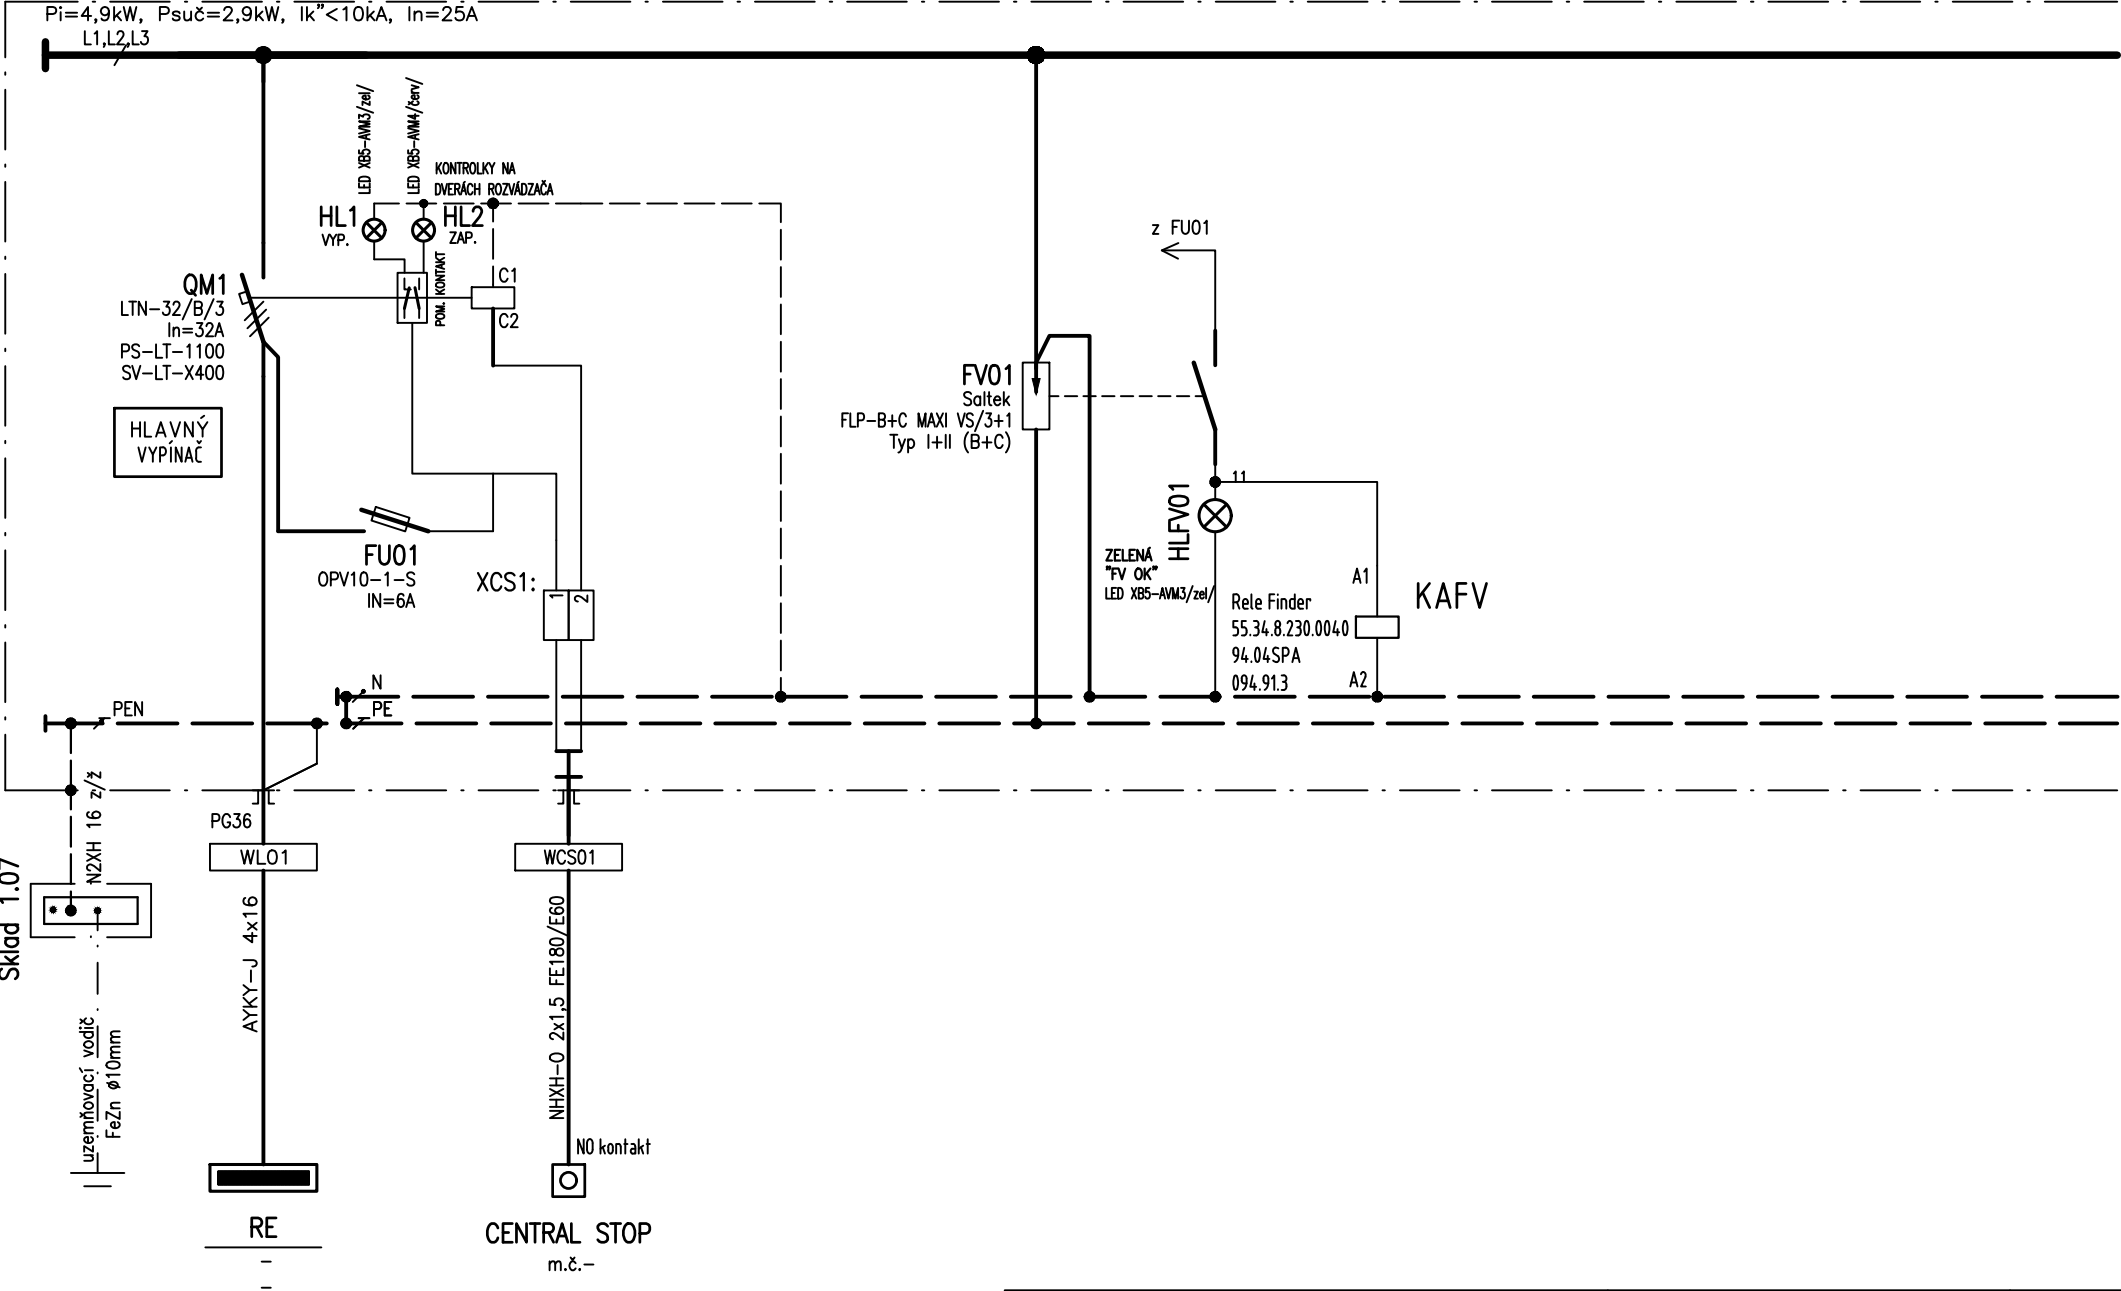 Pi=4,9kW, Psuč=2,9kW, Ik"<10kA, In=25A
L1,L2,L3
LED XB5-AVM3/zel/
LED XB5-AVM4/červ/
KONTROLKY NA
DVERÁCH ROZVÁDZAČA
HL1
VYP.
HL2
ZAP.
POM. KONTAKT
C1
C2
QM1
LTN-32/B/3
In=32A
PS-LT-1100
SV-LT-X400
HLAVNÝ
VYPÍNAČ
FU01
OPV10-1-S
IN=6A
XCS1:
1
2
z FU01
FV01
Saltek
FLP-B+C MAXI VS/3+1
Typ I+II (B+C)
11
HLFV01
ZELENÁ
"FV OK"
LED XB5-AVM3/zel/
Rele Finder
55.34.8.230.0040
94.04SPA
094.91.3
A1
A2
KAFV
N
PE
PEN
N2XH 16 z/ž
PG36
WL01
WCS01
Sklad 1.07
AYKY-J 4x16
NHXH-O 2x1,5 FE180/E60
uzemňovací vodič
FeZn ø10mm
NO kontakt
RE
CENTRAL STOP
m.č.-
-
-